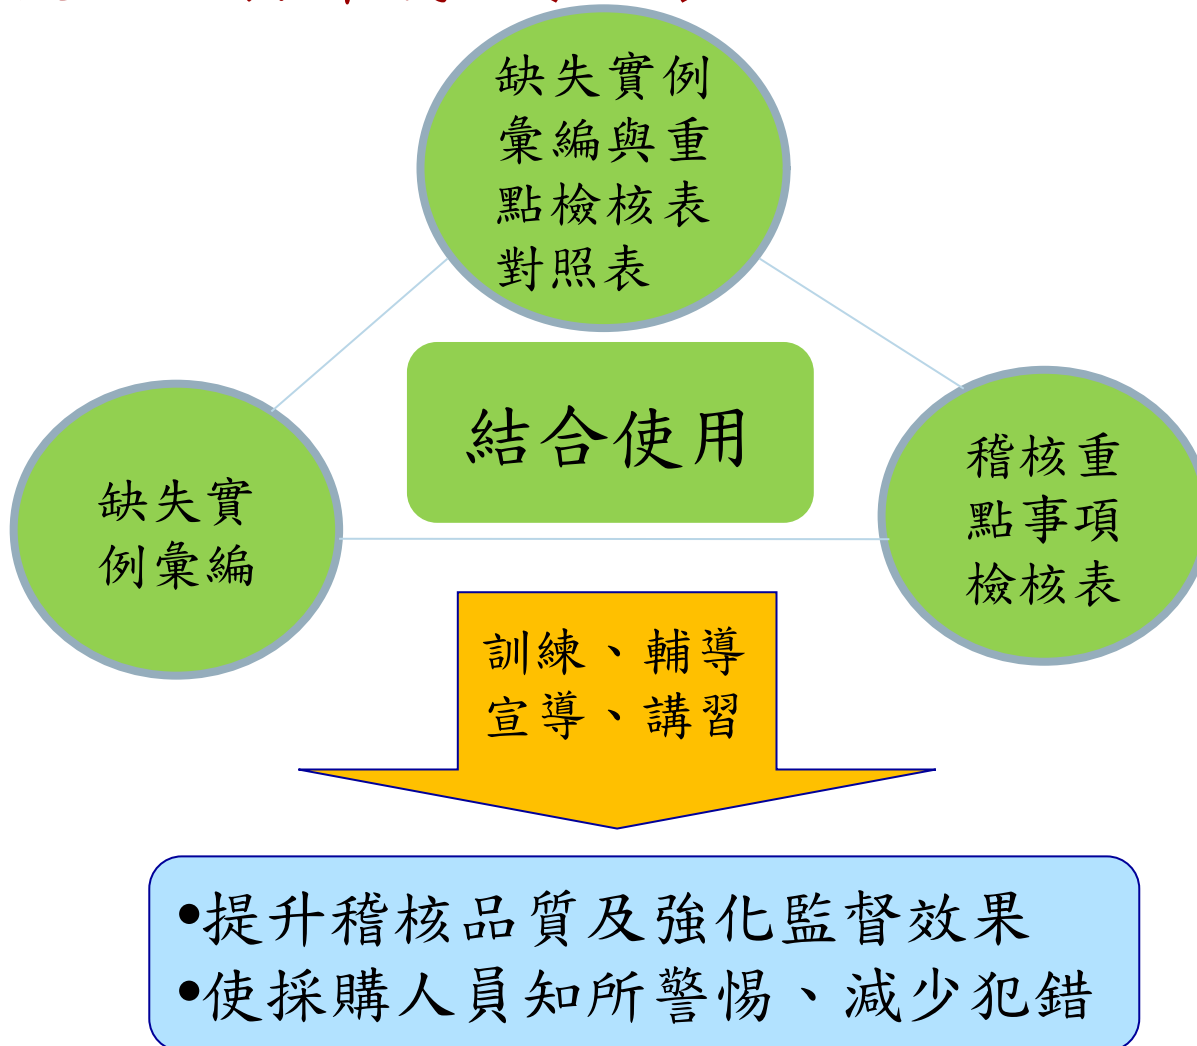 缺失實例
彙編與重
點檢核表
對照表
結合使用
缺失實
例彙編
稽核重
點事項
檢核表
訓練、輔導
宣導、講習
•提升稽核品質及強化監督效果
•使採購人員知所警惕、減少犯錯